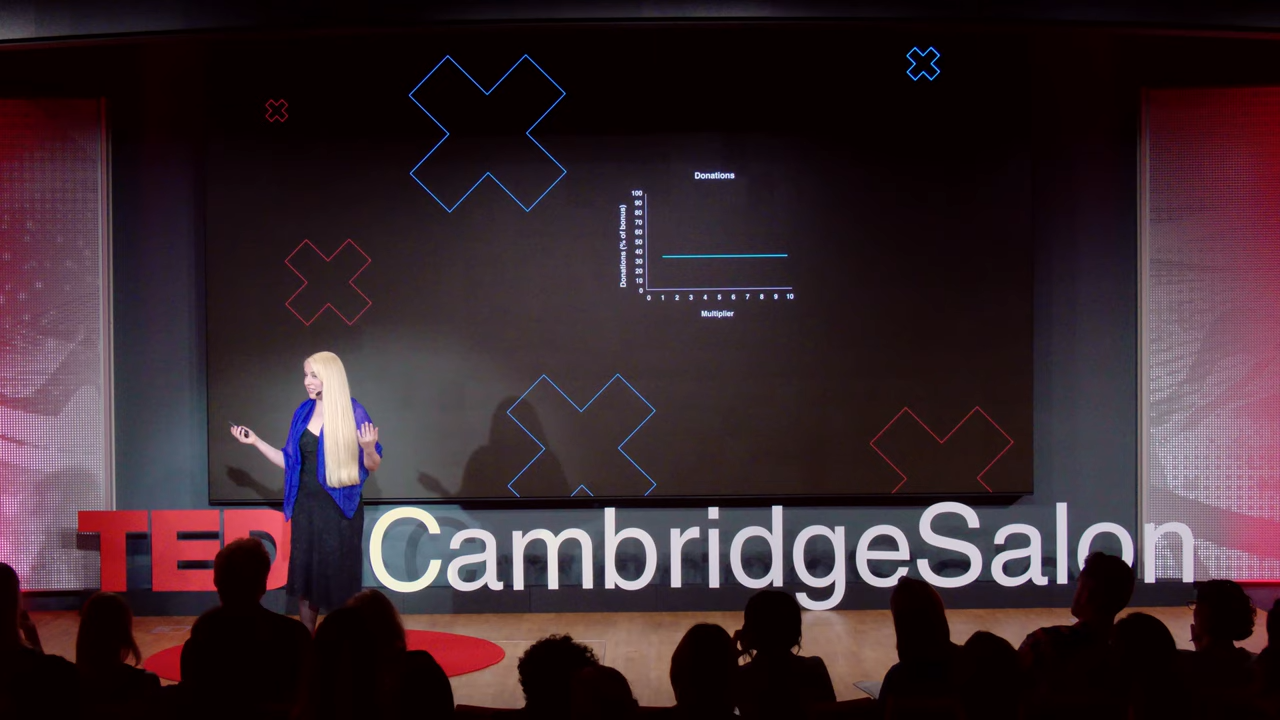 Donations
Donations (% of bonus)
100
90
80
70
60
50
40
30
20
10
0
0 1 2 3 4 5 6 7 8 9 10
Multiplier
TED CambridgeSalon